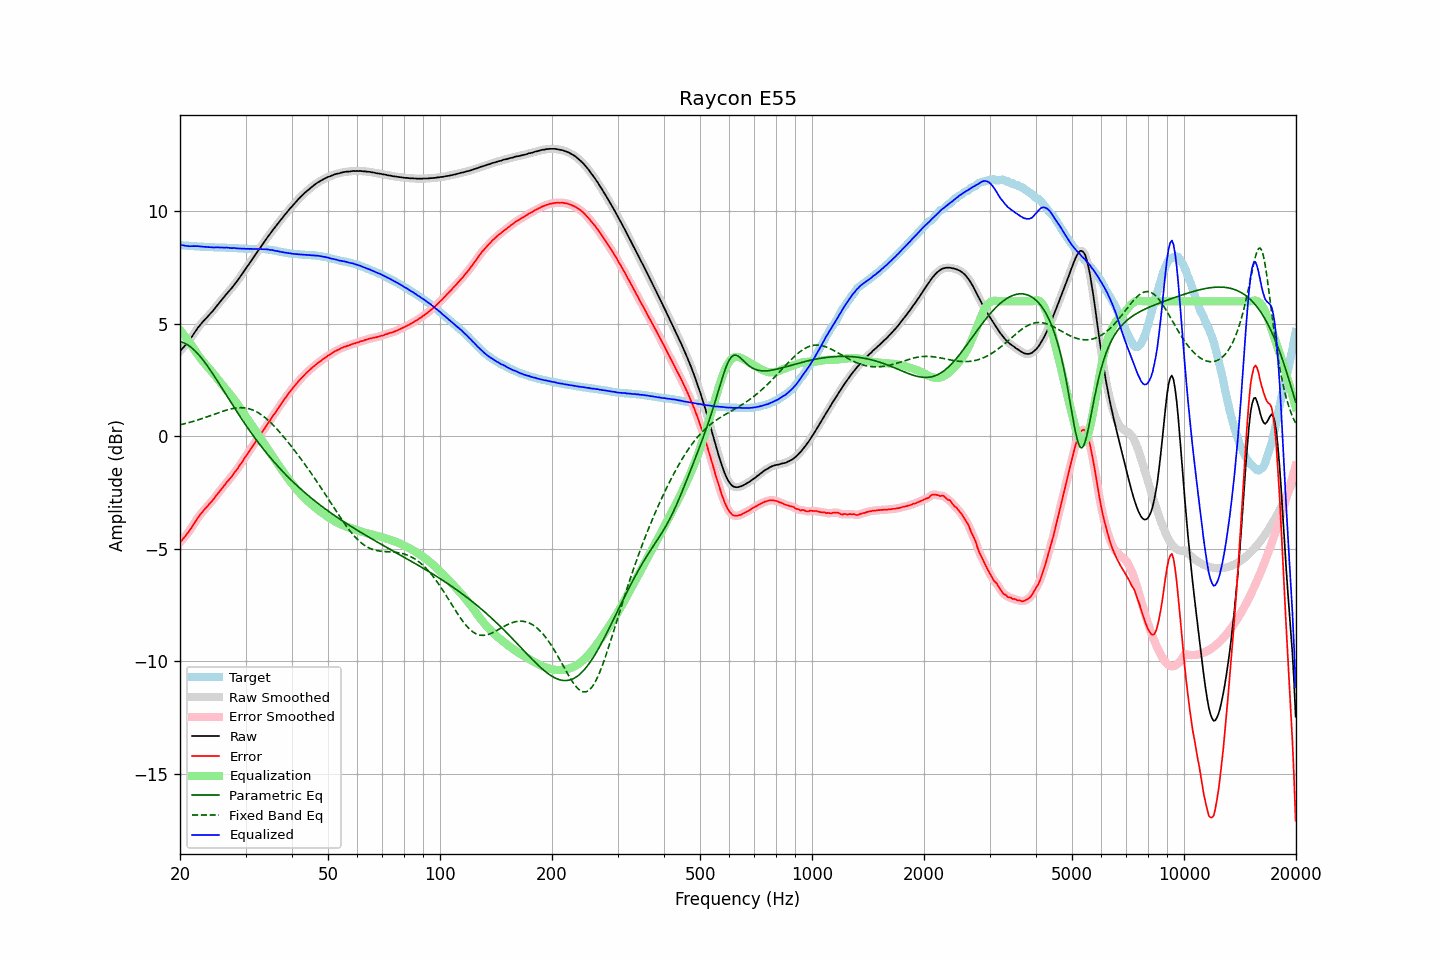 Raycon E55
Amplitude (dBr)
10
5
0
−5
−10
−15
Target
Raw Smoothed
Error Smoothed
Raw
Error
Equalization
Parametric Eq
Fixed Band Eq
Equalized
20 50 100 200 500 1000 2000 5000 10000 20000
Frequency (Hz)